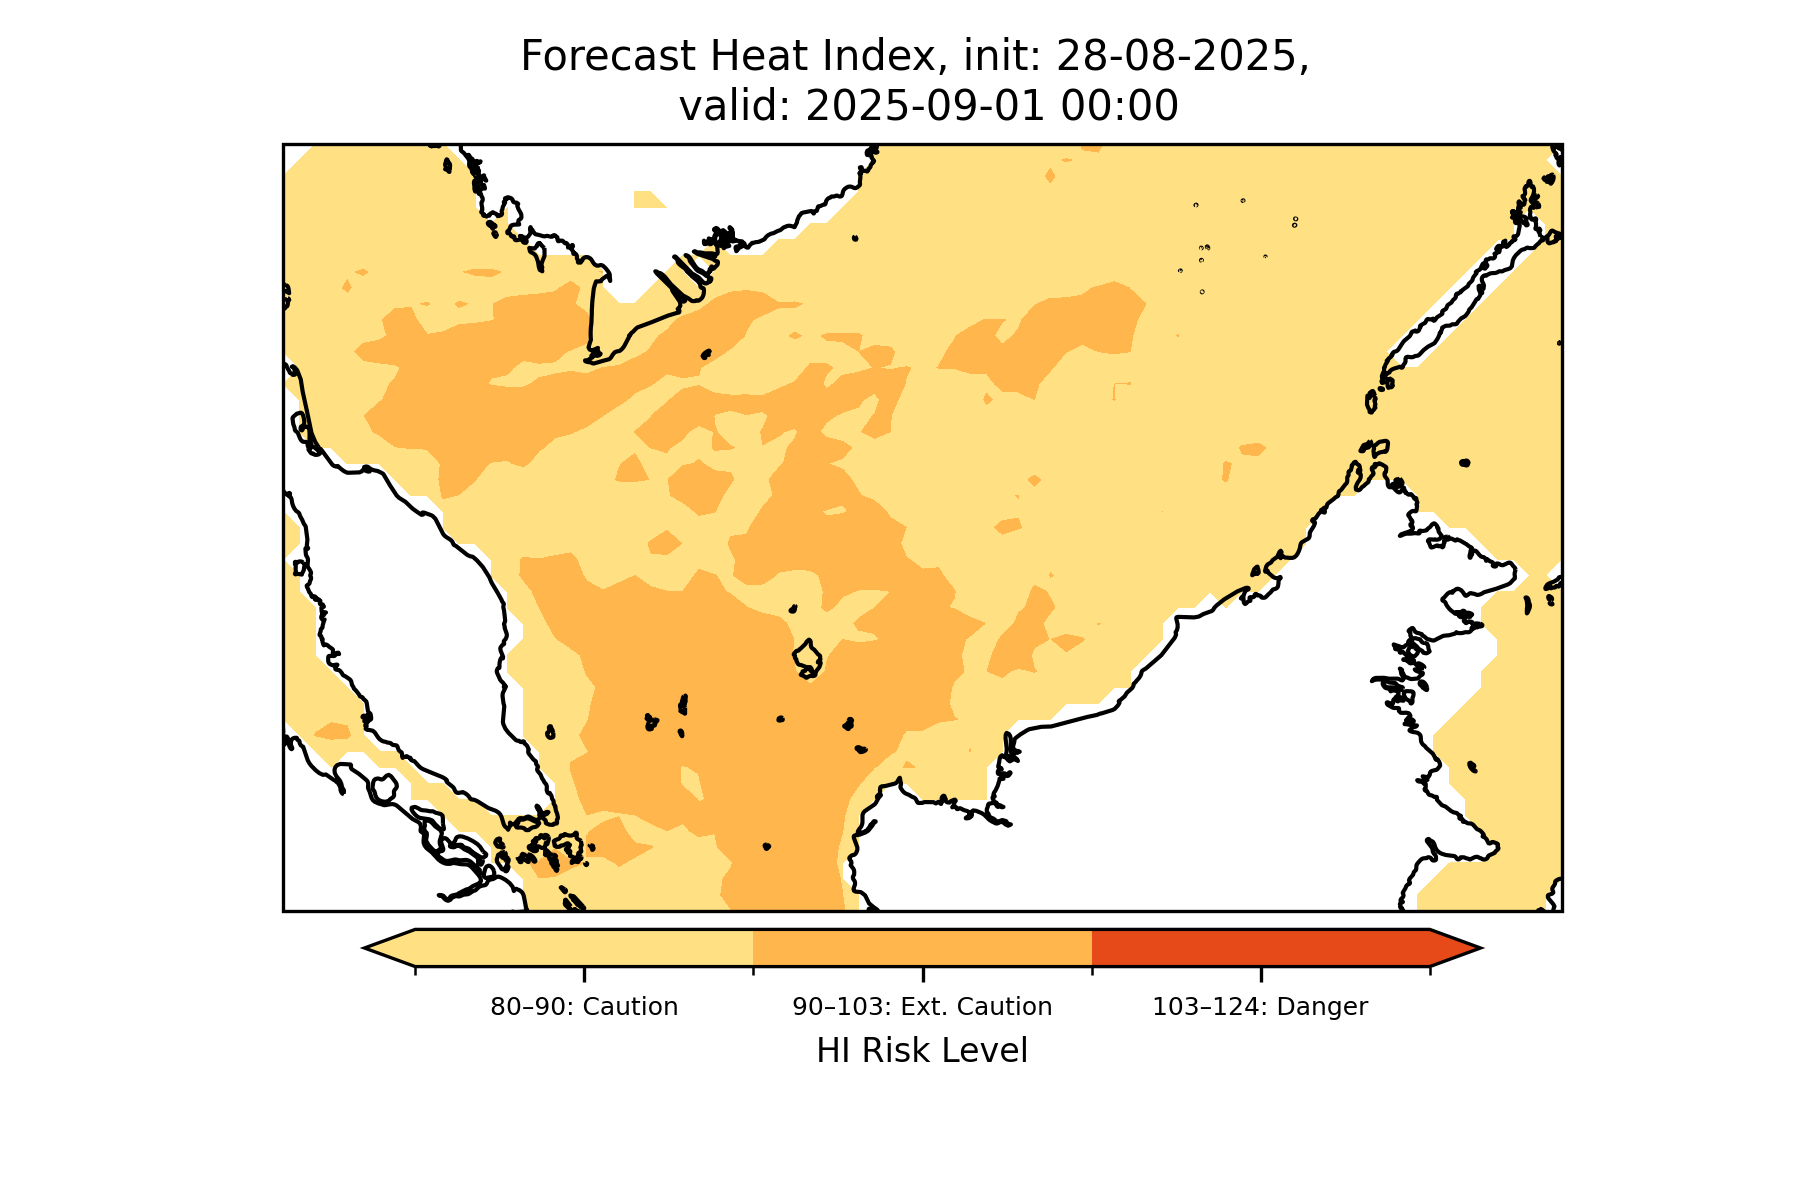 Forecast Heat Index, init: 28-08-2025,
valid: 2025-09-01 00:00
80–90: Caution
90–103: Ext. Caution
103–124: Danger
HI Risk Level